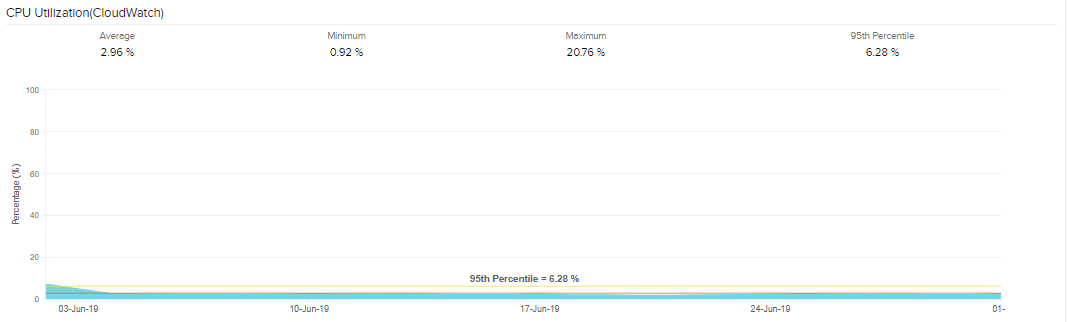 CPU Utilization(CloudWatch)
Average Minimum Maximum 95th Percentile
2.96 % 0.92 % 20.76 % 6.28 %
100
80
60
40
20
0
Percentage (%)
95th Percentile = 6.28 %
03-Jun-19 10-Jun-19 17-Jun-19 24-Jun-19 01-